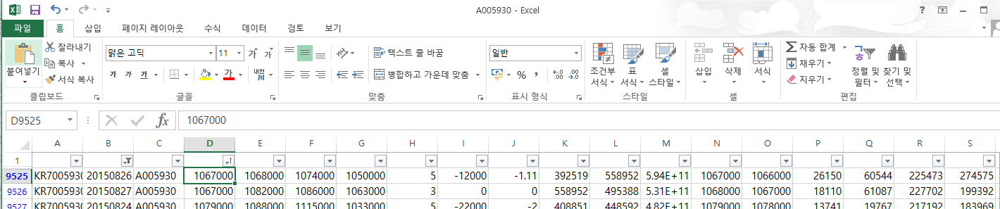 A005930 - Excel
파일 홈 삽입 페이지 레이아웃 수식 데이터 검토 보기
붙여넣기 잘라내기 복사 서식 복사 클립보드
맑은 고딕 11 가 가 가 가 가 가 내천 글꼴
텍스트 줄 바꿈 병합하고 가운데 맞춤 맞춤
일반 % , 표시 형식
조건부 서식 표 서식 셀 스타일 스타일
삽입 삭제 서식 셀
자동 합계 채우기 지우기 정렬 및 필터 찾기 및 선택 편집
D9525 fx 1067000
A B C D E F G H I J K L M N O P Q R S
1
9525 KR7005930 20150826 A005930 1067000 1068000 1074000 1050000 5 -12000 -1.11 392519 558952 5.94E+11 1067000 1066000 26150 60544 225473 274575
9526 KR7005930 20150827 A005930 1067000 1082000 1086000 1063000 3 0 0 558952 495388 5.31E+11 1068000 1067000 18110 61087 227702 199392
9527 KR7005930 20150824 A005930 1079000 1088000 1115000 1033000 5 -22000 -2 408851 448592 4.82E+11 1079000 1078000 13741 19767 217192 183969